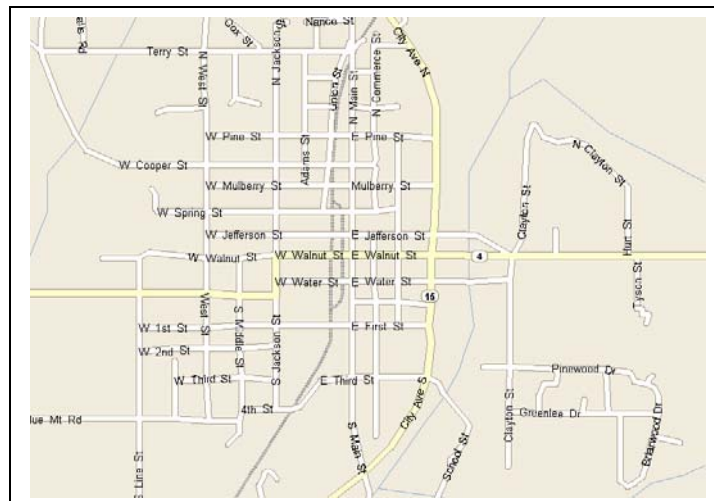 Nance St
Cox St
City Ave N
Terry St
N West St
N Jackson St
Union St
N Main St
N Commerce St
W Pine St
E Pine St
Adams St
W Cooper St
N Clayton St
W Mulberry St
Mulberry St
Clayton St
W Spring St
Hurt St
W Jefferson St
E Jefferson St
W Walnut St
W Walnut St
E Walnut St
4
W Water St
E Water St
Tyson St
15
West St
S Middle St
W 1st St
E First St
S Jackson St
W 2nd St
W Third St
E Third St
Pinewood Dr
City Ave S
4th St
lue Mt Rd
Greenlea Dr
Clayton St
Briarwood Dr
S Main St
School St
S Line St